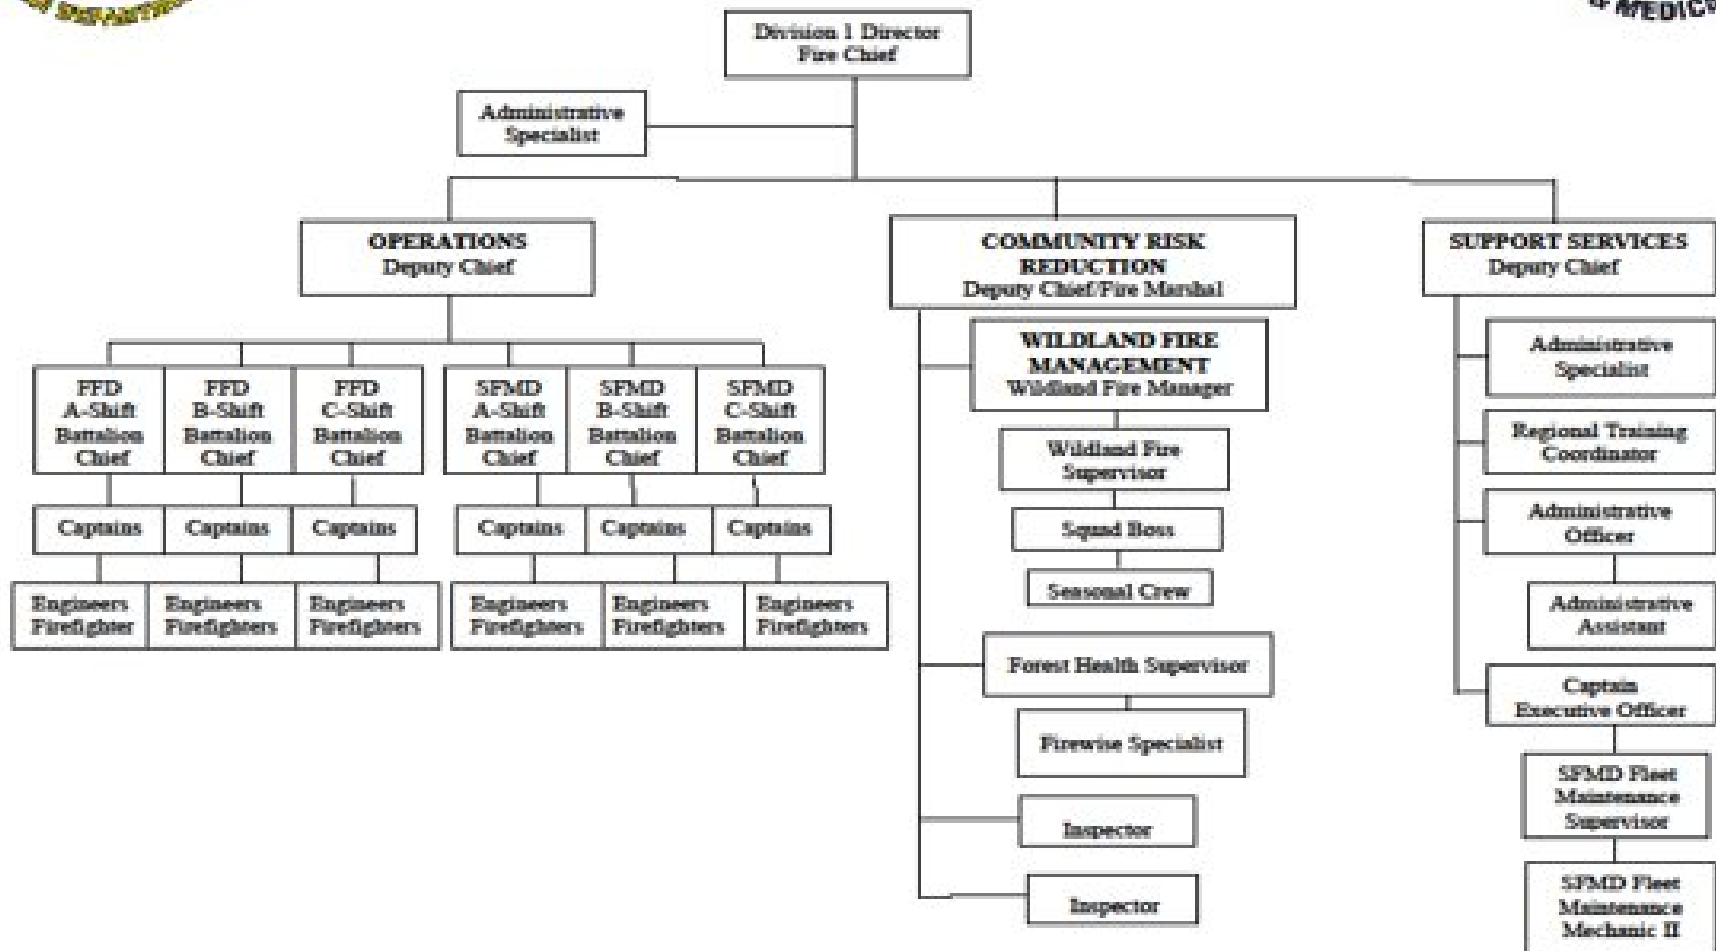 DEPARTMENT
& MEDIC
Division 1 Director
Fire Chief
Administrative
Specialist
OPERATIONS
Deputy Chief
COMMUNITY RISK
REDUCTION
Deputy Chief/Fire Marshal
SUPPORT SERVICES
Deputy Chief
FFD
A-Shift
Battalion
Chief
FFD
B-Shift
Battalion
Chief
FFD
C-Shift
Battalion
Chief
SFMD
A-Shift
Battalion
Chief
SFMD
B-Shift
Battalion
Chief
SFMD
C-Shift
Battalion
Chief
Captains
Captains
Captains
Captains
Captains
Captains
Engineers
Firefighter
Engineers
Firefighters
Engineers
Firefighters
Engineers
Firefighters
Engineers
Firefighters
Engineers
Firefighters
WILDLAND FIRE
MANAGEMENT
Wildland Fire Manager
Wildland Fire
Supervisor
Squad Boss
Seasonal Crew
Forest Health Supervisor
Firewise Specialist
Inspector
Inspector
Administrative
Specialist
Regional Training
Coordinator
Administrative
Officer
Administrative
Assistant
Captain
Executive Officer
SFMD Fleet
Maintenance
Supervisor
SFMD Fleet
Maintenance
Mechanic II